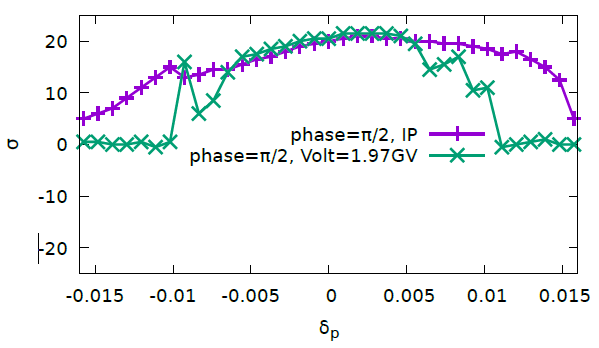 20
10
0
-10
-20
σ
phase=π/2, IP
phase=π/2, Volt=1.97GV
-0.015 -0.01 -0.005 0 0.005 0.01 0.015
δp